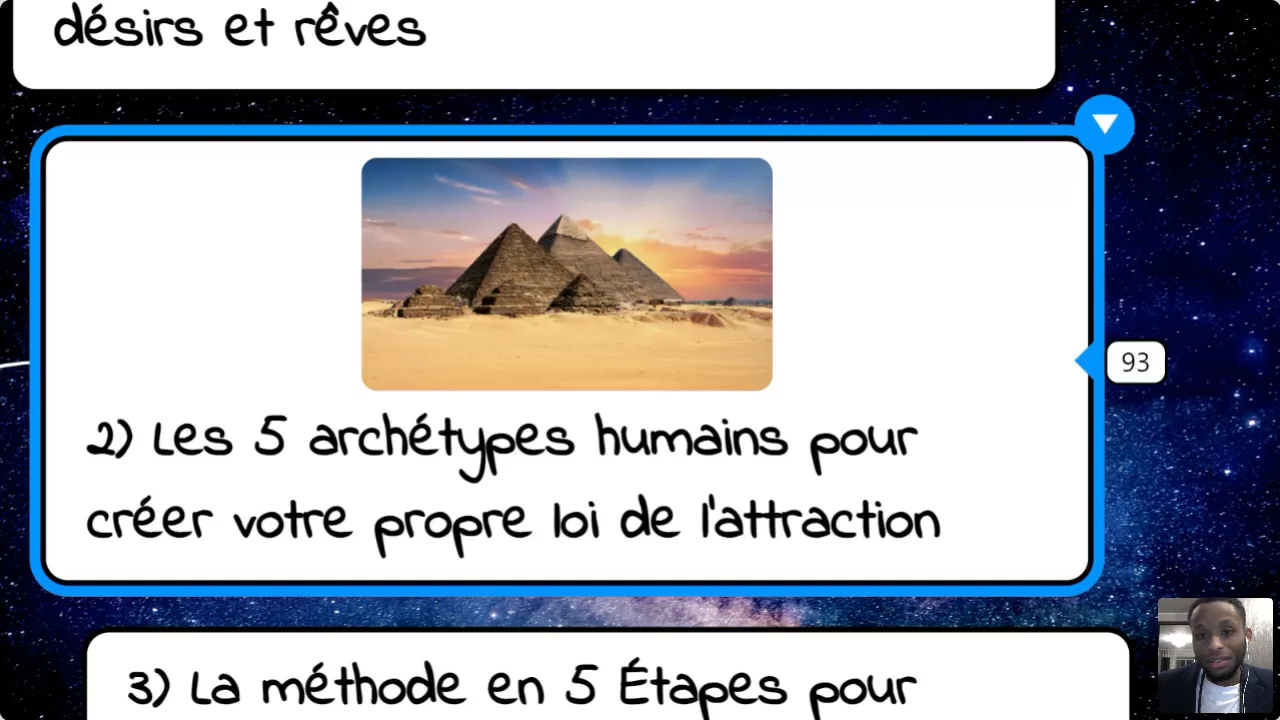 désirs et rêves
2) Les 5 archétypes humains pour
créer votre propre loi de l'attraction
93
3) La méthode en 5 Étapes pour